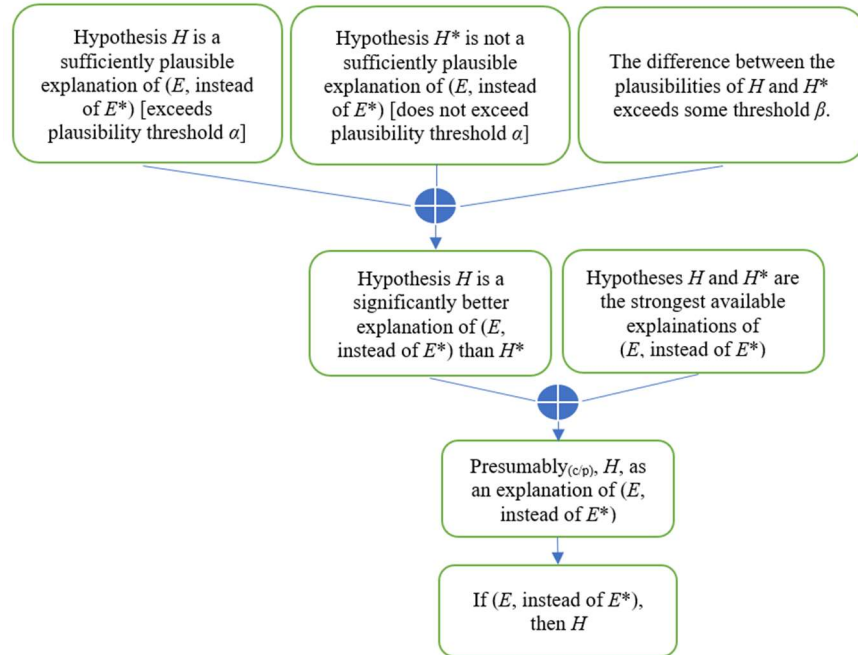 Hypothesis H is a
sufficiently plausible
explanation of (E, instead
of E*) [exceeds
plausibility threshold α]
Hypothesis H* is not a
sufficiently plausible
explanation of (E, instead
of E*) [does not exceed
plausibility threshold α]
The difference between the
plausibilities of H and H*
exceeds some threshold β.
Hypothesis H is a
significantly better
explanation of (E,
instead of E*) than H*
Hypotheses H and H* are
the strongest available
explainations of
(E, instead of E*)
Presumably(c/p), H, as
an explanation of (E,
instead of E*)
If (E, instead of E*),
then H